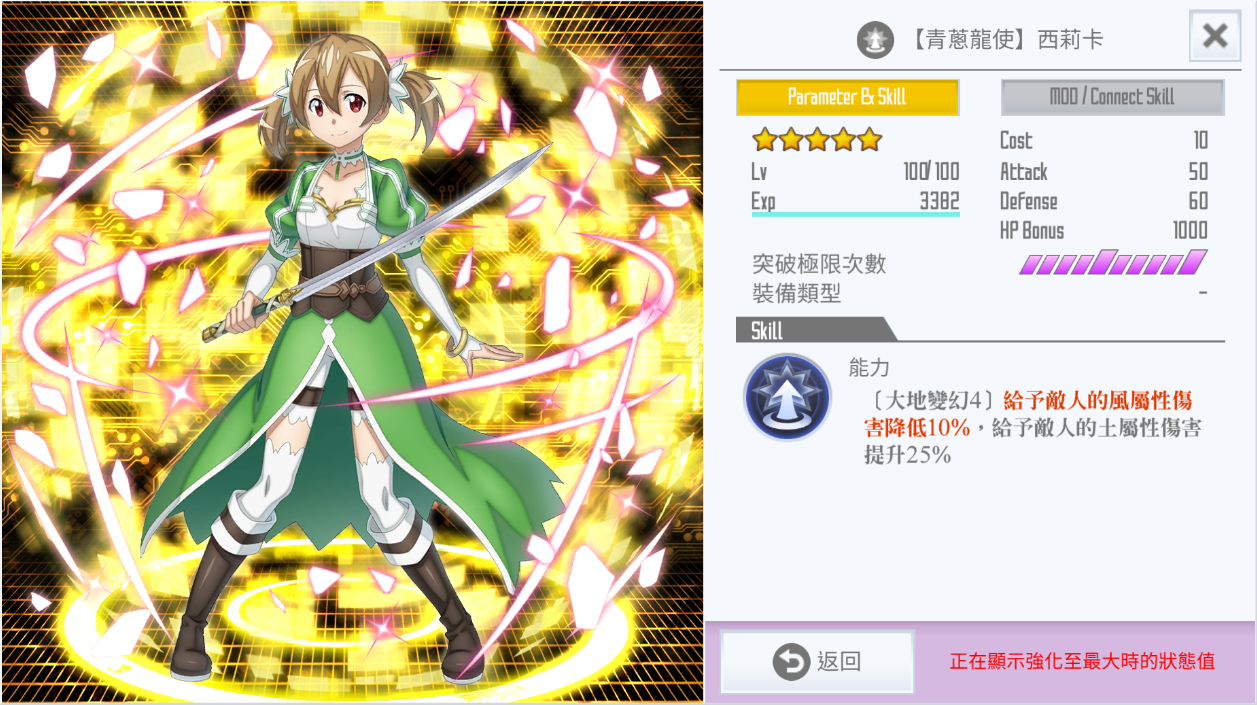 【青蔥龍使】西莉卡
Parameter & Skill
MOD / Connect Skill
Lv 100/100
Exp 3382
突破極限次數
裝備類型
Cost 10
Attack 50
Defense 60
HP Bonus 1000
-
Skill
能力
〔大地變幻4〕給予敵人的風屬性傷
害降低10%，給予敵人的土屬性傷害
提升25%
返回
正在顯示強化至最大時的狀態值